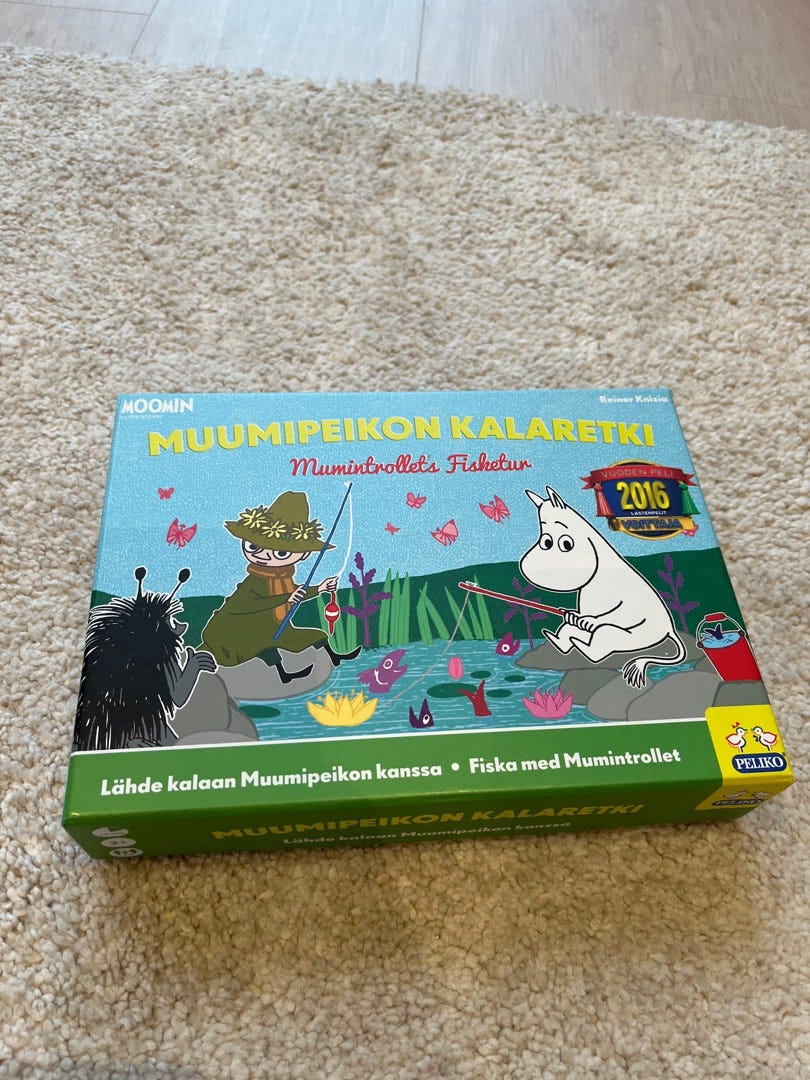 MOOMIN
Reiner Knizia
MUUMIPEIKON KALARETKI
Mumintrollets Fisketur
VUODEN PELI
2016
LASTENPELIT
VOITTAJA
Lähde kalaan Muumipeikon kanssa • Fiska med Mumintrollet
PELIKO
PELIKO
MUUMIPEIKON KALARETKI
Lähde kalaan Muumipeikon kanssa